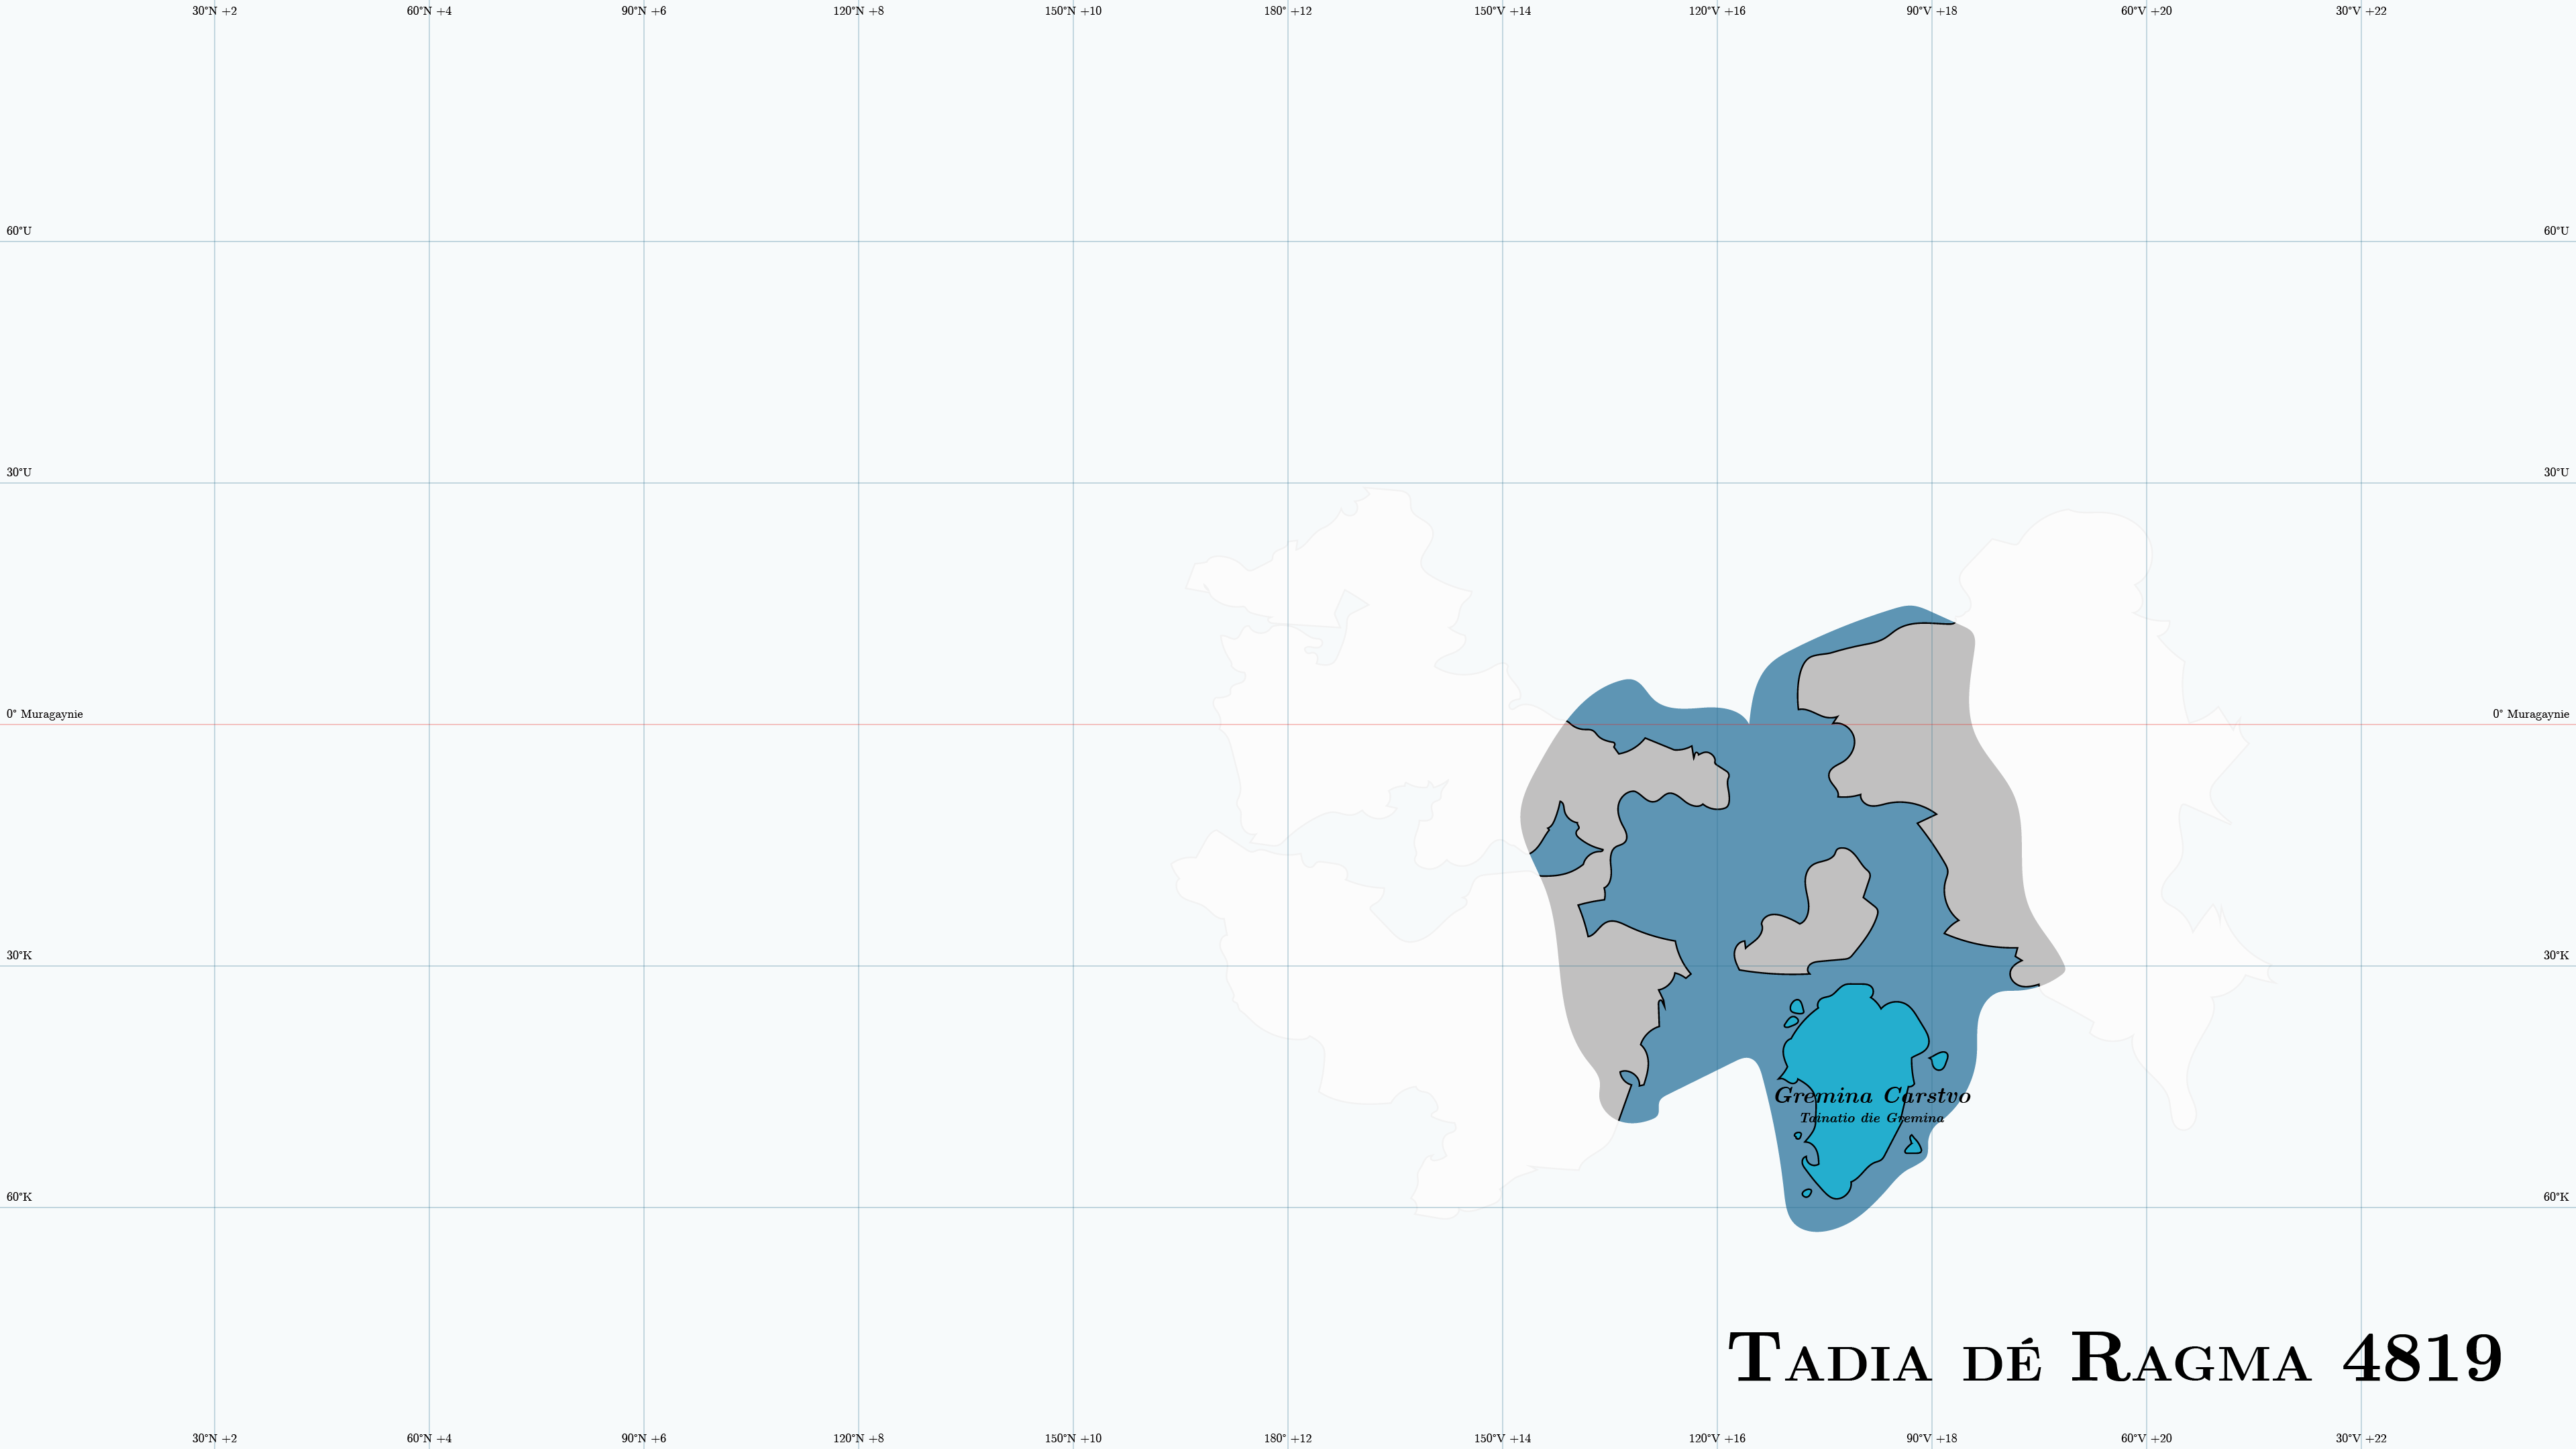 30°N +2
60°N +4
90°N +6
120°N +8
150°N +10
180° +12
150°V +14
120°V +16
90°V +18
60°V +20
30°V +22
60°U
60°U
30°U
30°U
0° Muragaynie
0° Muragaynie
30°K
30°K
Gremina Carstvo
Tainatio die Gremina
60°K
60°K
Tadia dé Ragma 4819
30°N +2
60°N +4
90°N +6
120°N +8
150°N +10
180° +12
150°V +14
120°V +16
90°V +18
60°V +20
30°V +22